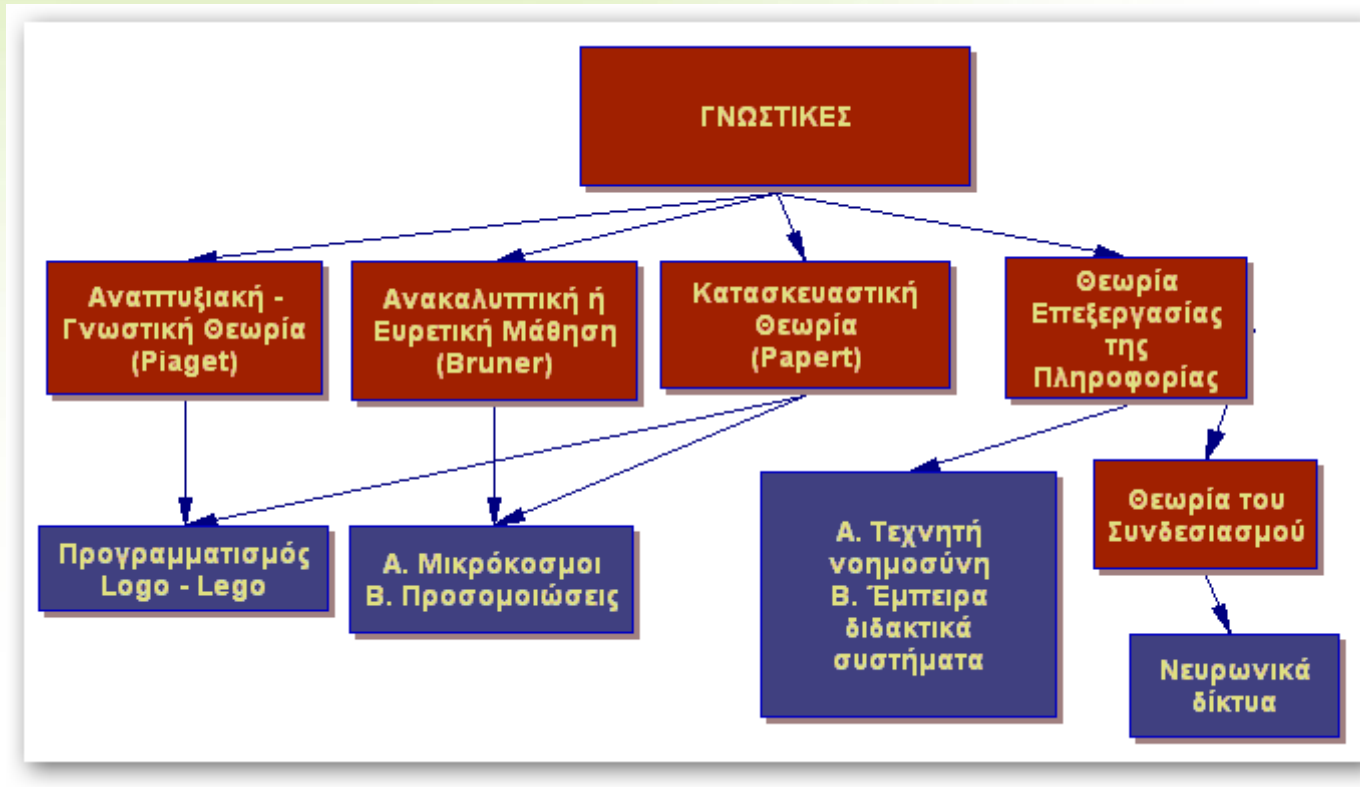 ΓΝΩΣΤΙΚΕΣ
Αναπτυξιακή -
Γνωστική Θεωρία
(Piaget)
Ανακαλυπτική ή
Ευρετική Μάθηση
(Bruner)
Κατασκευαστική
Θεωρία
(Papert)
Θεωρία
Επεξεργασίας
της
Πληροφορίας
Προγραμματισμός
Logo - Lego
Α. Μικρόκοσμοι
Β. Προσομοιώσεις
Α. Τεχνητή
νοημοσύνη
Β. Έμπειρα
διδακτικά
συστήματα
Θεωρία του
Συνδεσιασμού
Νευρωνικά
δίκτυα